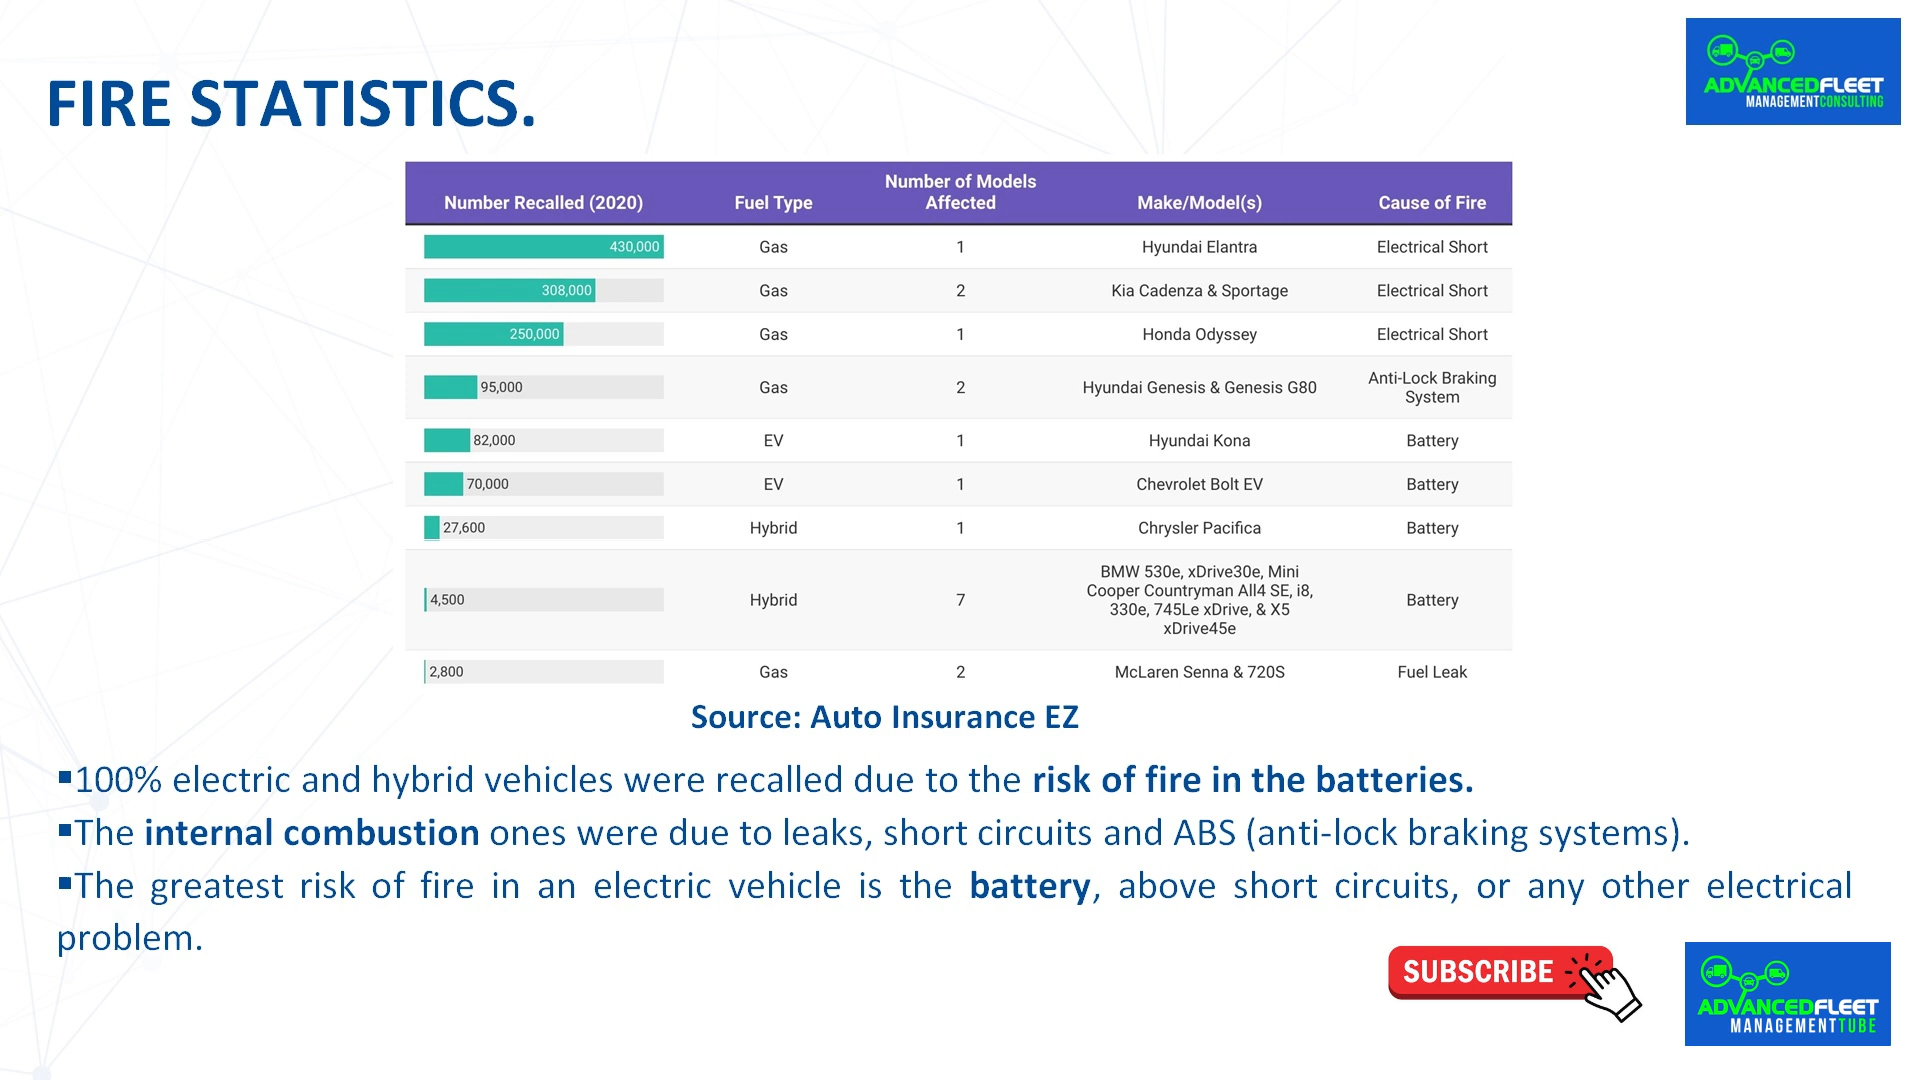 FIRE STATISTICS.
ADVANCEDFLEET
MANAGEMENTCONSULTING
Number Recalled (2020) Fuel Type Number of Models Affected Make/Model(s) Cause of Fire
430,000 Gas 1 Hyundai Elantra Electrical Short
308,000 Gas 2 Kia Cadenza & Sportage Electrical Short
250,000 Gas 1 Honda Odyssey Electrical Short
95,000 Gas 2 Hyundai Genesis & Genesis G80 Anti-Lock Braking System
82,000 EV 1 Hyundai Kona Battery
70,000 EV 1 Chevrolet Bolt EV Battery
27,600 Hybrid 1 Chrysler Pacifica Battery
4,500 Hybrid 7 BMW 530e, xDrive30e, Mini Cooper Countryman All4 SE, i8, 330e, 745Le xDrive, & X5 xDrive45e Battery
2,800 Gas 2 McLaren Senna & 720S Fuel Leak
Source: Auto Insurance EZ
▪100% electric and hybrid vehicles were recalled due to the risk of fire in the batteries.
▪The internal combustion ones were due to leaks, short circuits and ABS (anti-lock braking systems).
▪The greatest risk of fire in an electric vehicle is the battery, above short circuits, or any other electrical
problem.
SUBSCRIBE
ADVANCEDFLEET
MANAGEMENTTUBE